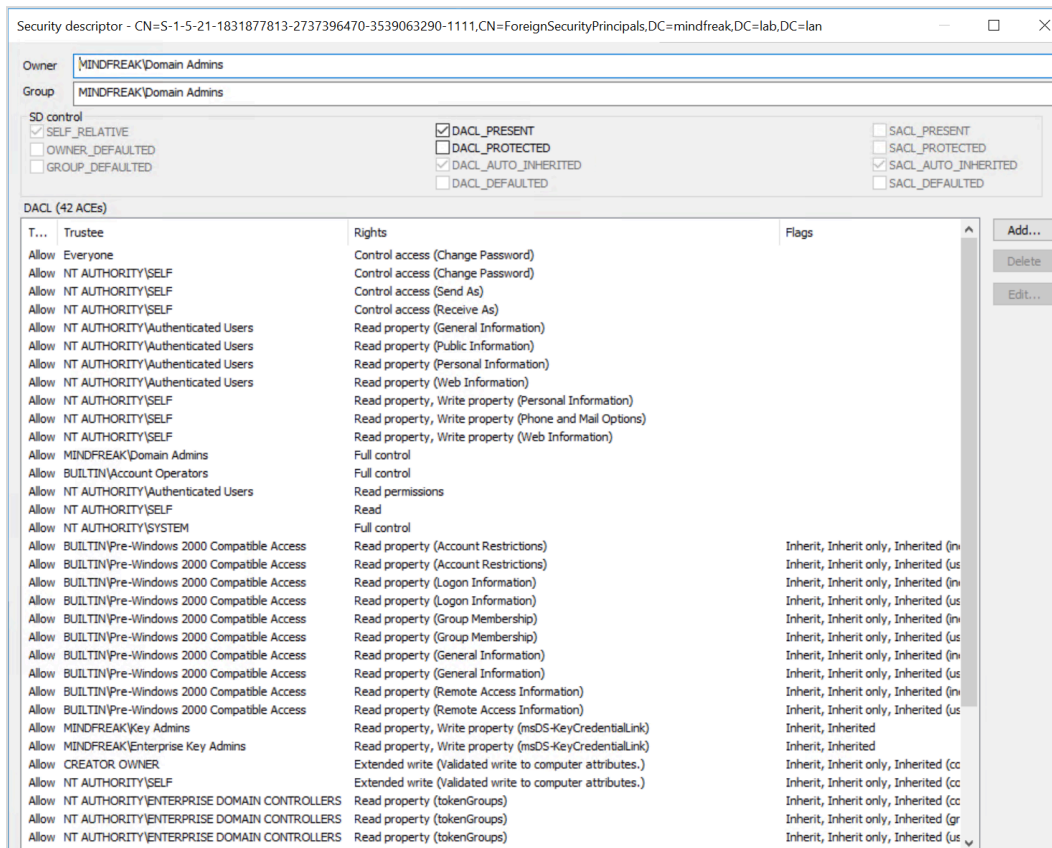 Security descriptor - CN=S-1-5-21-1831877813-2737396470-3539063290-1111,CN=ForeignSecurityPrincipals,DC=mindfreak,DC=lab,DC=lan
Owner MINDFREAK\Domain Admins
Group MINDFREAK\Domain Admins
SD control
SELF_RELATIVE DACL_PRESENT SACL_PRESENT
OWNER_DEFAULTED DACL_PROTECTED SACL_PROTECTED
GROUP_DEFAULTED DACL_AUTO_INHERITED SACL_AUTO_INHERITED
DACL_DEFAULTED SACL_DEFAULTED
DACL (42 ACEs)
T... Trustee Rights Flags Add...
Allow Everyone Control access (Change Password)
Delete
Allow NT AUTHORITY\SELF Control access (Change Password)
Allow NT AUTHORITY\SELF Control access (Send As)
Edit...
Allow NT AUTHORITY\SELF Control access (Receive As)
Allow NT AUTHORITY\Authenticated Users Read property (General Information)
Allow NT AUTHORITY\Authenticated Users Read property (Public Information)
Allow NT AUTHORITY\Authenticated Users Read property (Personal Information)
Allow NT AUTHORITY\Authenticated Users Read property (Web Information)
Allow NT AUTHORITY\SELF Read property, Write property (Personal Information)
Allow NT AUTHORITY\SELF Read property, Write property (Phone and Mail Options)
Allow NT AUTHORITY\SELF Read property, Write property (Web Information)
Allow MINDFREAK\Domain Admins Full control
Allow BUILTIN\Account Operators Full control
Allow NT AUTHORITY\Authenticated Users Read permissions
Allow NT AUTHORITY\SELF Read
Allow NT AUTHORITY\SYSTEM Full control
Allow BUILTIN\Pre-Windows 2000 Compatible Access Read property (Account Restrictions) Inherit, Inherit only, Inherited (in
Allow BUILTIN\Pre-Windows 2000 Compatible Access Read property (Account Restrictions) Inherit, Inherit only, Inherited (us
Allow BUILTIN\Pre-Windows 2000 Compatible Access Read property (Logon Information) Inherit, Inherit only, Inherited (in
Allow BUILTIN\Pre-Windows 2000 Compatible Access Read property (Logon Information) Inherit, Inherit only, Inherited (us
Allow BUILTIN\Pre-Windows 2000 Compatible Access Read property (Group Membership) Inherit, Inherit only, Inherited (in
Allow BUILTIN\Pre-Windows 2000 Compatible Access Read property (Group Membership) Inherit, Inherit only, Inherited (us
Allow BUILTIN\Pre-Windows 2000 Compatible Access Read property (General Information) Inherit, Inherit only, Inherited (in
Allow BUILTIN\Pre-Windows 2000 Compatible Access Read property (General Information) Inherit, Inherit only, Inherited (us
Allow BUILTIN\Pre-Windows 2000 Compatible Access Read property (Remote Access Information) Inherit, Inherit only, Inherited (in
Allow BUILTIN\Pre-Windows 2000 Compatible Access Read property (Remote Access Information) Inherit, Inherit only, Inherited (us
Allow MINDFREAK\Key Admins Read property, Write property (msDS-KeyCredentialLink) Inherit, Inherited
Allow MINDFREAK\Enterprise Key Admins Read property, Write property (msDS-KeyCredentialLink) Inherit, Inherited
Allow CREATOR OWNER Extended write (Validated write to computer attributes.) Inherit, Inherit only, Inherited (cc
Allow NT AUTHORITY\SELF Extended write (Validated write to computer attributes.) Inherit, Inherit only, Inherited (cc
Allow NT AUTHORITY\ENTERPRISE DOMAIN CONTROLLERS Read property (tokenGroups) Inherit, Inherit only, Inherited (cc
Allow NT AUTHORITY\ENTERPRISE DOMAIN CONTROLLERS Read property (tokenGroups) Inherit, Inherit only, Inherited (gr
Allow NT AUTHORITY\ENTERPRISE DOMAIN CONTROLLERS Read property (tokenGroups) Inherit, Inherit only, Inherited (us